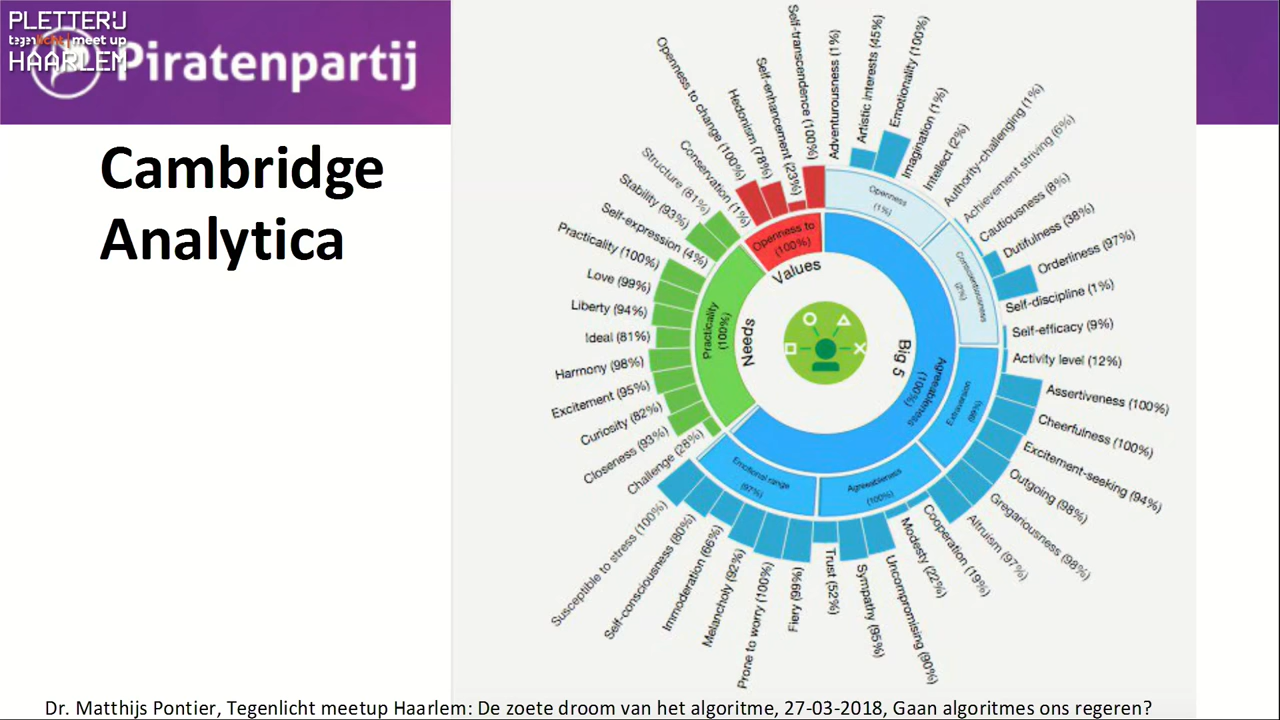 PLETTERIJ
tegenlicht | meet up
HAARLEM
Piratenpartij
Cambridge
Analytica
Adventurousness (1%)
Artistic interests (45%)
Emotionality (100%)
Imagination (1%)
Intellect (2%)
Authority-challenging (1%)
Achievement striving (6%)
Cautiousness (8%)
Dutifulness (38%)
Orderliness (97%)
Self-discipline (1%)
Self-efficacy (9%)
Activity level (12%)
Assertiveness (100%)
Cheerfulness (100%)
Excitement-seeking (94%)
Outgoing (98%)
Gregariousness (98%)
Altruism (97%)
Cooperation (19%)
Modesty (22%)
Uncompromising (90%)
Sympathy (95%)
Trust (52%)
Fiery (99%)
Prone to worry (100%)
Melancholy (92%)
Immoderation (66%)
Self-consciousness (80%)
Susceptible to stress (100%)
Challenge (28%)
Closeness (93%)
Curiosity (82%)
Excitement (95%)
Harmony (98%)
Ideal (81%)
Liberty (94%)
Love (99%)
Practicality (100%)
Self-expression (4%)
Stability (93%)
Structure (81%)
Conservation (1%)
Openness to change (100%)
Hedonism (78%)
Self-enhancement (23%)
Self-transcendence (100%)
Openness
(1%)
Conscientiousness
(2%)
Extraversion
Agreeableness
(100%)
Emotional range
(97%)
Practicality
(100%)
Openness to
(100%)
Agreeableness
(100%)
Values
Needs
Big 5
Dr. Matthijs Pontier, Tegenlicht meetup Haarlem: De zoete droom van het algoritme, 27-03-2018, Gaan algoritmes ons regeren?